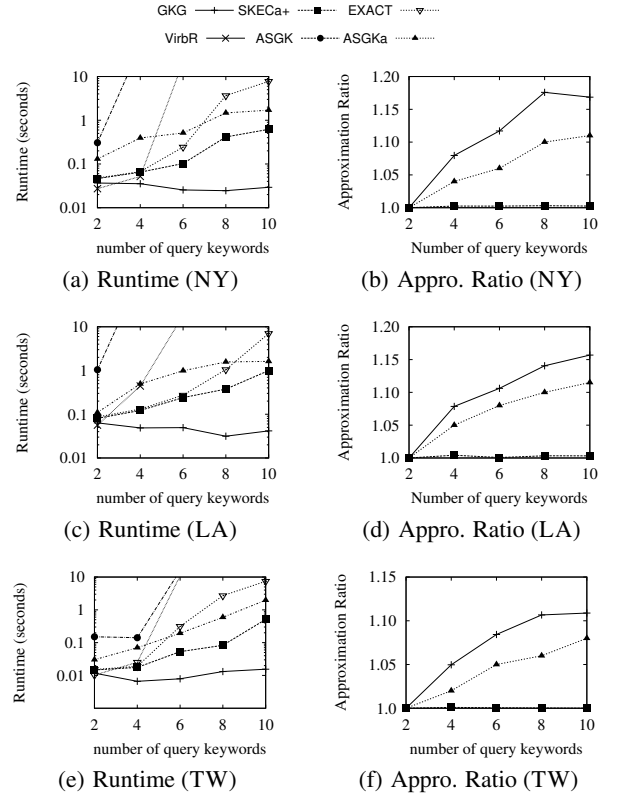 GKG SKECa+ EXACT
VirbR ASGK ASGKa
10
1
0.1
0.01
Runtime (seconds)
2 4 6 8 10
number of query keywords
(a) Runtime (NY)
1.20
1.15
1.10
1.05
1.0
Approximation Ratio
2 4 6 8 10
Number of query keywords
(b) Appro. Ratio (NY)
10
1
0.1
0.01
Runtime (seconds)
2 4 6 8 10
number of query keywords
(c) Runtime (LA)
1.20
1.15
1.10
1.05
1.0
Approximation Ratio
2 4 6 8 10
Number of query keywords
(d) Appro. Ratio (LA)
10
1
0.1
0.01
Runtime (seconds)
2 4 6 8 10
number of query keywords
(e) Runtime (TW)
1.15
1.10
1.05
1.0
Approximation Ratio
2 4 6 8 10
number of query keywords
(f) Appro. Ratio (TW)